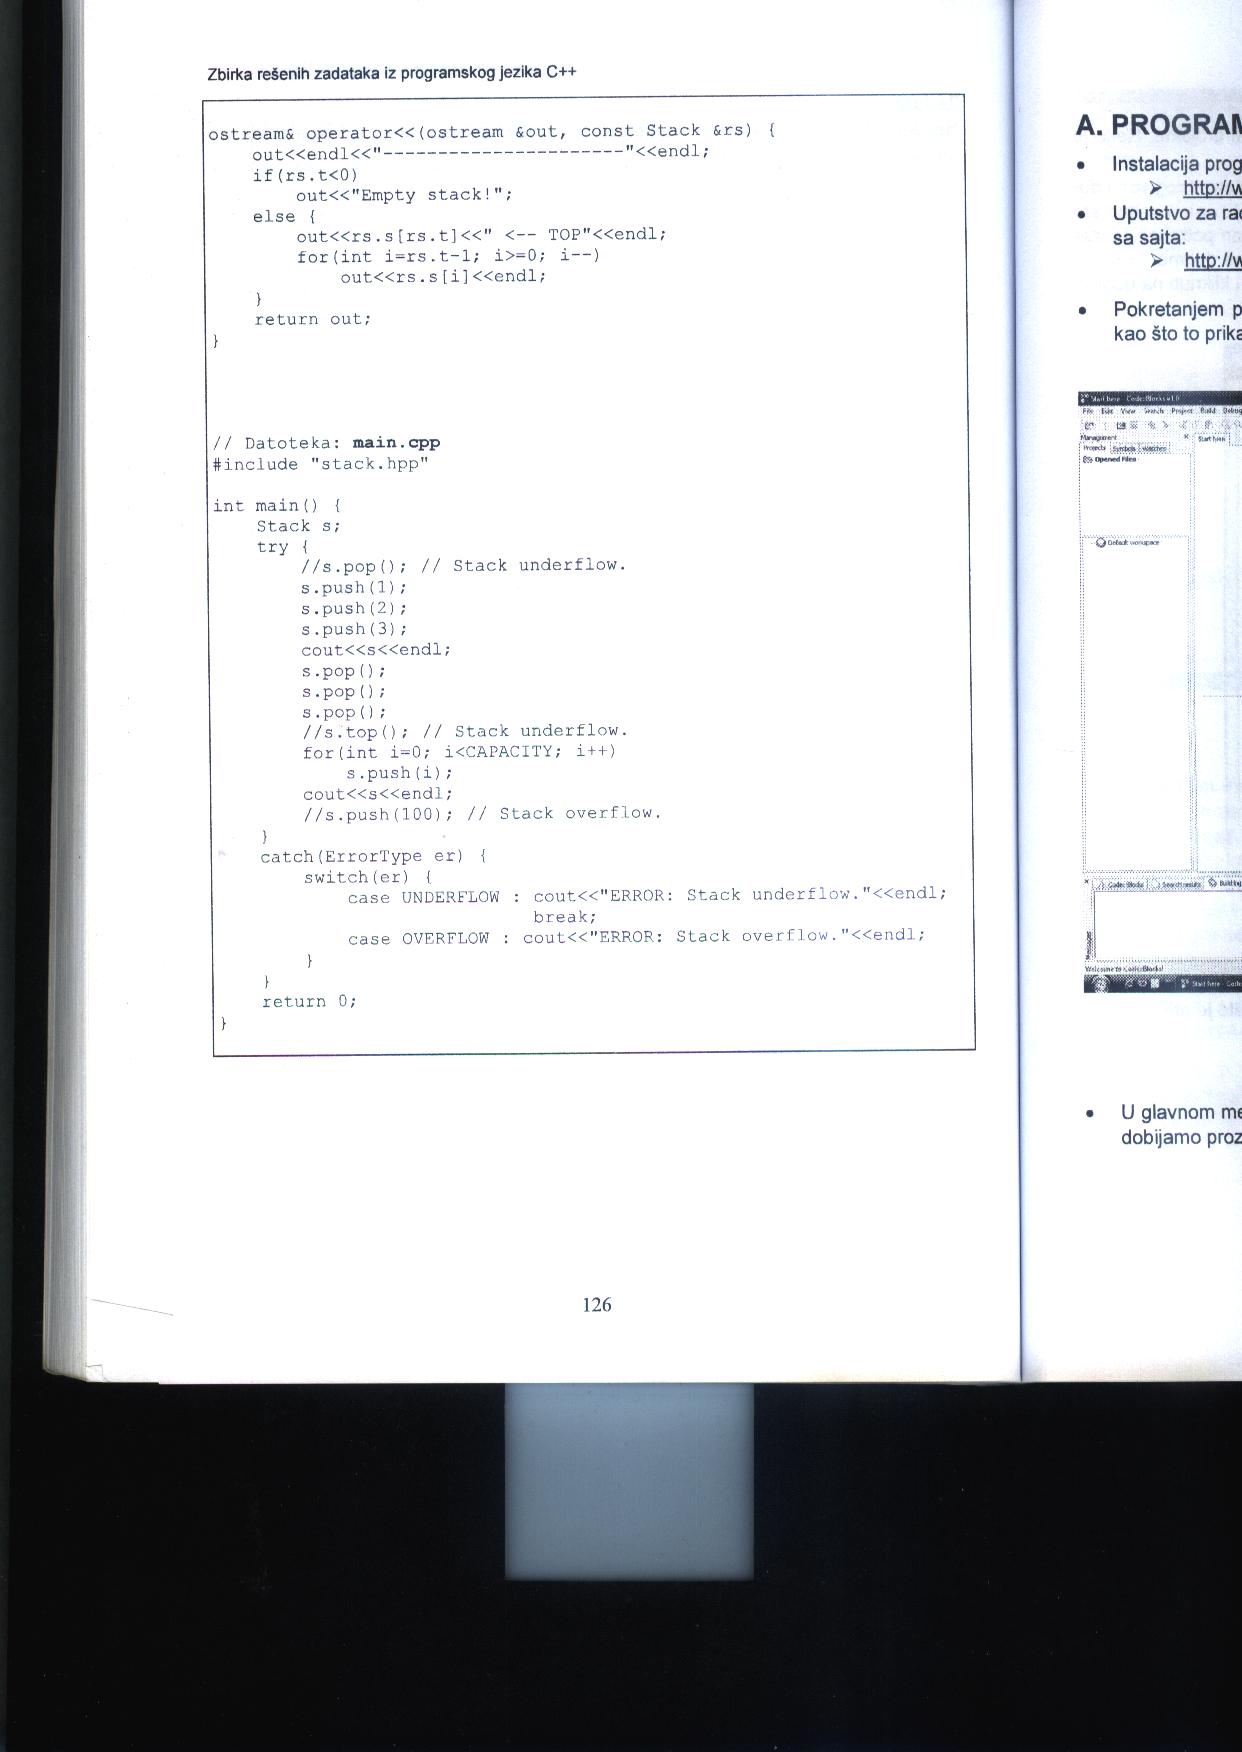 Zbirka rešenih zadataka iz programskog jezika C++
ostream& operator<<(ostream &out, const Stack &rs) {
    out<<endl<<"----------------------"<<endl;
    if(rs.t<0)
        out<<"Empty stack!";
    else {
        out<<rs.s[rs.t]<<" <-- TOP"<<endl;
        for(int i=rs.t-1; i>=0; i--)
            out<<rs.s[i]<<endl;
    }
    return out;
}
// Datoteka: main.cpp
#include "stack.hpp"
int main() {
    Stack s;
    try {
        //s.pop(); // Stack underflow.
        s.push(1);
        s.push(2);
        s.push(3);
        cout<<s<<endl;
        s.pop();
        s.pop();
        s.pop();
        //s.top(); // Stack underflow.
        for(int i=0; i<CAPACITY; i++)
            s.push(i);
        cout<<s<<endl;
        //s.push(100); // Stack overflow.
    }
    catch(ErrorType er) {
        switch(er) {
            case UNDERFLOW : cout<<"ERROR: Stack underflow."<<endl;
                             break;
            case OVERFLOW : cout<<"ERROR: Stack overflow."<<endl;
        }
    }
    return 0;
}
126
A. PROGRAM
• Instalacija prog
➢ http://w
• Uputstvo za rad
sa sajta:
➢ http://w
• Pokretanjem p
kao što to prika
Start here - Code::Blocks v1.0
File Edit View Search Project Build Debug
Management
Start here
Projects Symbols Watches
Opened Files
Default workspace
Code::Blocks Search results Building
Messages
Welcome to Code::Blocks!
Start here - Code
• U glavnom me
dobijamo proz